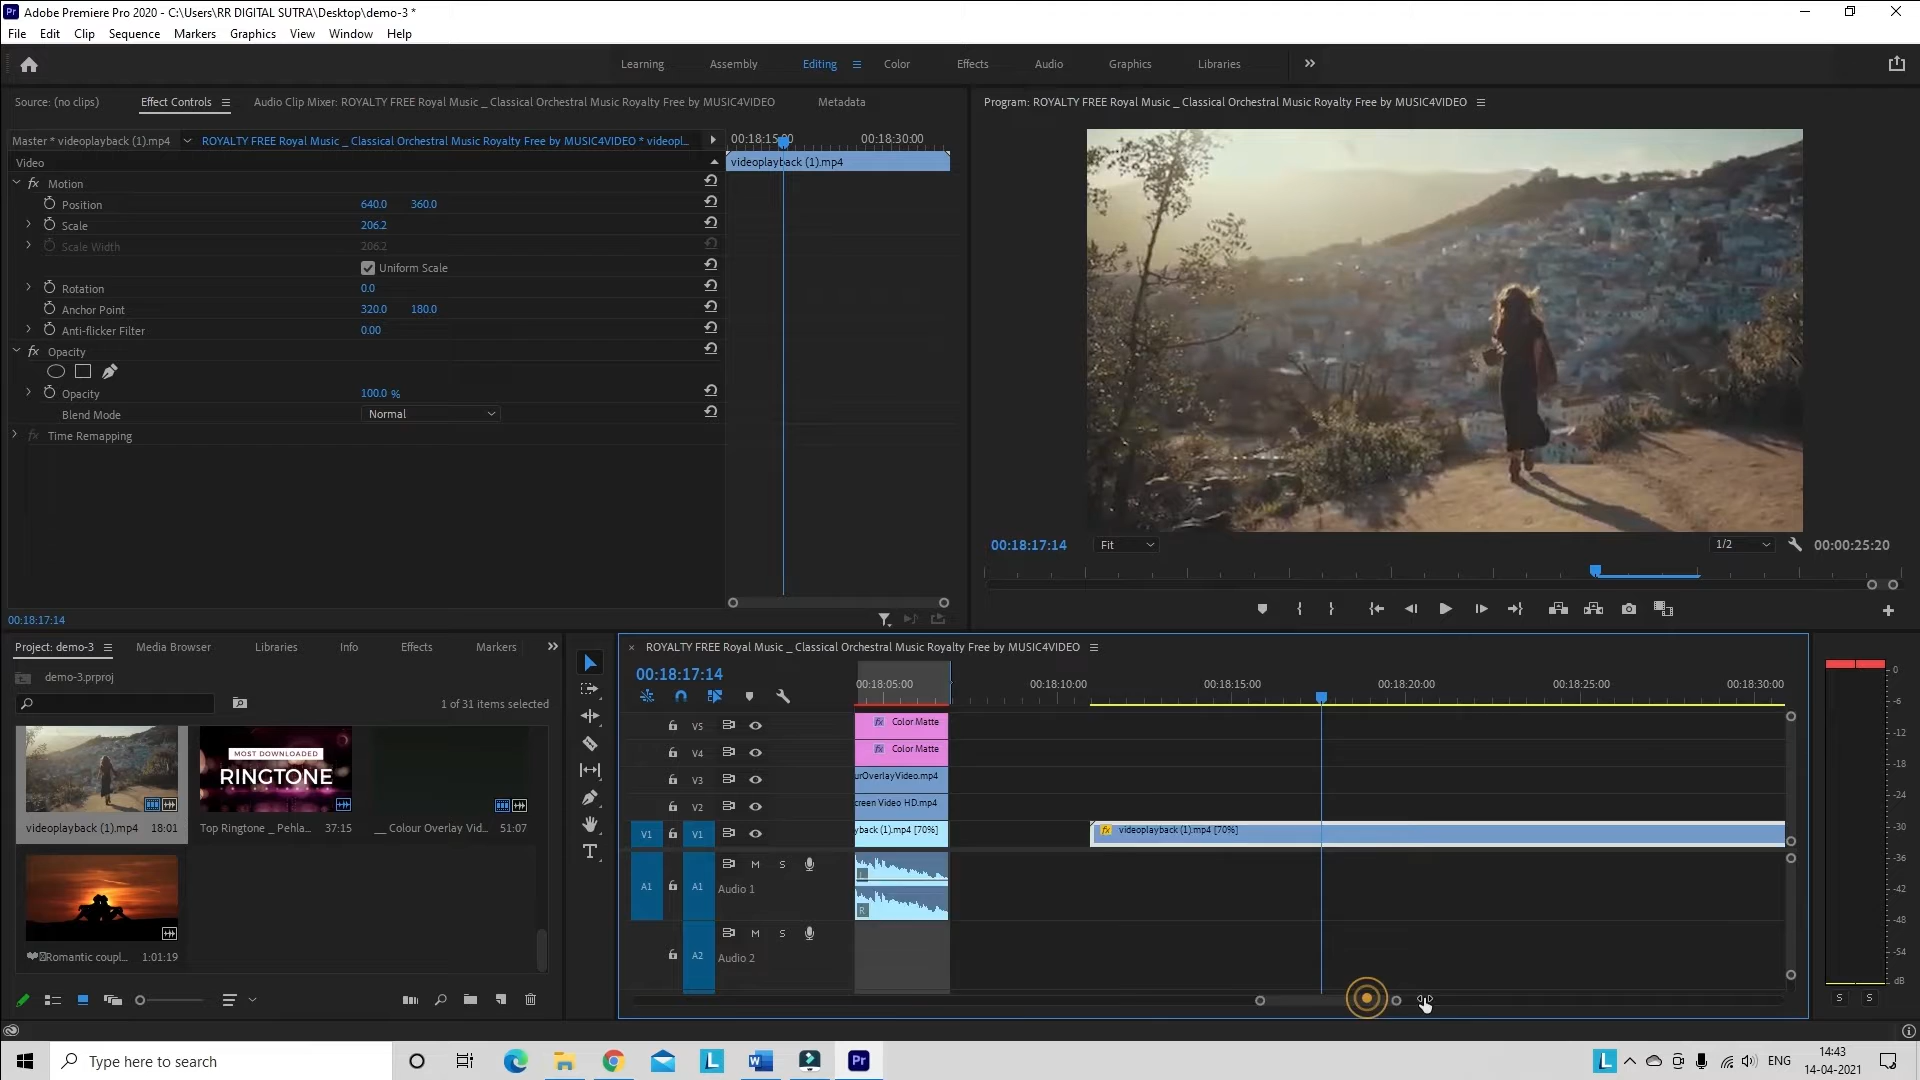 Adobe Premiere Pro 2020 - C:\Users\RR DIGITAL SUTRA\Desktop\demo-3 *
File Edit Clip Sequence Markers Graphics View Window Help
Learning Assembly Editing Color Effects Audio Graphics Libraries
Source: (no clips) Effect Controls Audio Clip Mixer: ROYALTY FREE Royal Music _ Classical Orchestral Music Royalty Free by MUSIC4VIDEO Metadata
Program: ROYALTY FREE Royal Music _ Classical Orchestral Music Royalty Free by MUSIC4VIDEO
Master * videoplayback (1).mp4 ROYALTY FREE Royal Music _ Classical Orchestral Music Royalty Free by MUSIC4VIDEO * videopl...
00:18:15:00 00:18:30:00
Video
videoplayback (1).mp4
fx Motion
Position 640.0 360.0
Scale 206.2
Scale Width 206.2
Uniform Scale
Rotation 0.0
Anchor Point 320.0 180.0
Anti-flicker Filter 0.00
fx Opacity
Opacity 100.0 %
Blend Mode Normal
fx Time Remapping
00:18:17:14 Fit 1/2 00:00:25:20
00:18:17:14
Project: demo-3 Media Browser Libraries Info Effects Markers
demo-3.prproj
1 of 31 items selected
MOST DOWNLOADED
RINGTONE
videoplayback (1).mp4 18:01
Top Ringtone _ Pehla... 37:15
__ Colour Overlay Vid... 51:07
Romantic coupl... 1:01:19
ROYALTY FREE Royal Music _ Classical Orchestral Music Royalty Free by MUSIC4VIDEO
00:18:17:14
00:18:05:00 00:18:10:00 00:18:15:00 00:18:20:00 00:18:25:00 00:18:30:00
V5 fx Color Matte
V4 fx Color Matte
V3 urOverlayVideo.mp4
V2 creen Video HD.mp4
V1 V1 yback (1).mp4 [70%] fx videoplayback (1).mp4 [70%]
M S
A1 A1 Audio 1
L
R
M S
A2 Audio 2
0
-6
-12
-18
-24
-30
-36
-42
-48
-54
dB
S S
Type here to search
ENG
14:43
14-04-2021